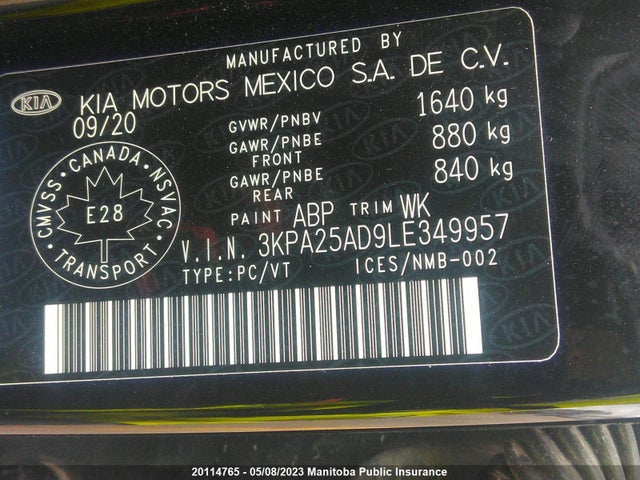 MANUFACTURED BY
KIA KIA MOTORS MEXICO S.A. DE C.V.
09/20
GVWR/PNBV 1640 kg
GAWR/PNBE FRONT 880 kg
GAWR/PNBE REAR 840 kg
PAINT ABP TRIM WK
CMVSS • CANADA • NSVAC • TRANSPORT •
E28
V.I.N. 3KPA25AD9LE349957
TYPE:PC/VT ICES/NMB-002
20114765 - 05/08/2023 Manitoba Public Insurance